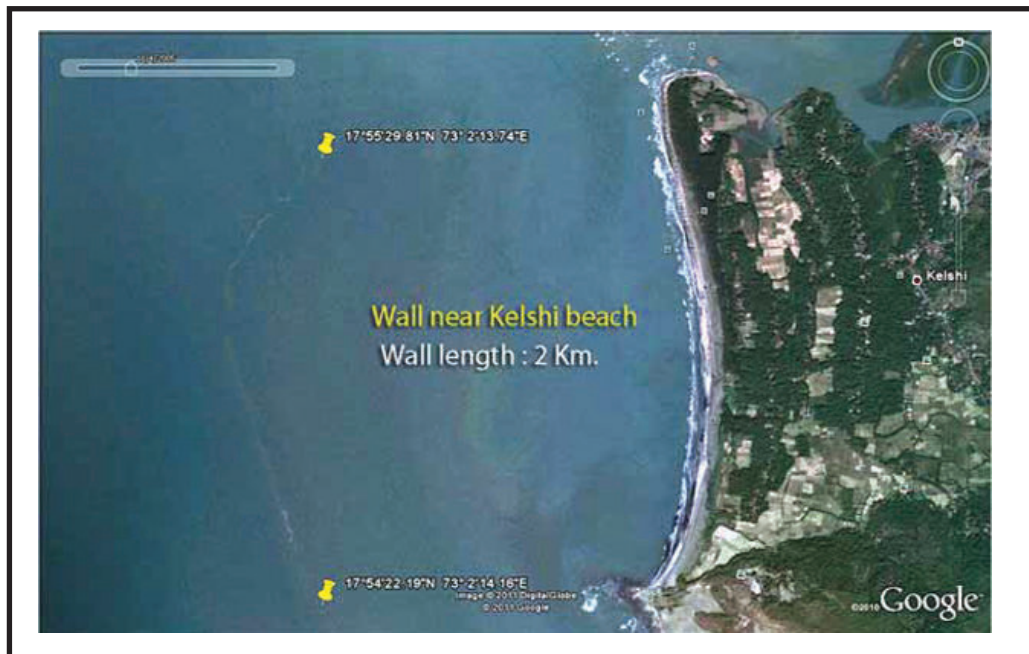 17°55'29.81"N 73° 2'13.74"E
Kelshi
Wall near Kelshi beach
Wall length : 2 Km.
17°54'22.19"N 73° 2'14.16"E
Image © 2011 DigitalGlobe
© 2011 Google
©2010 Google
N